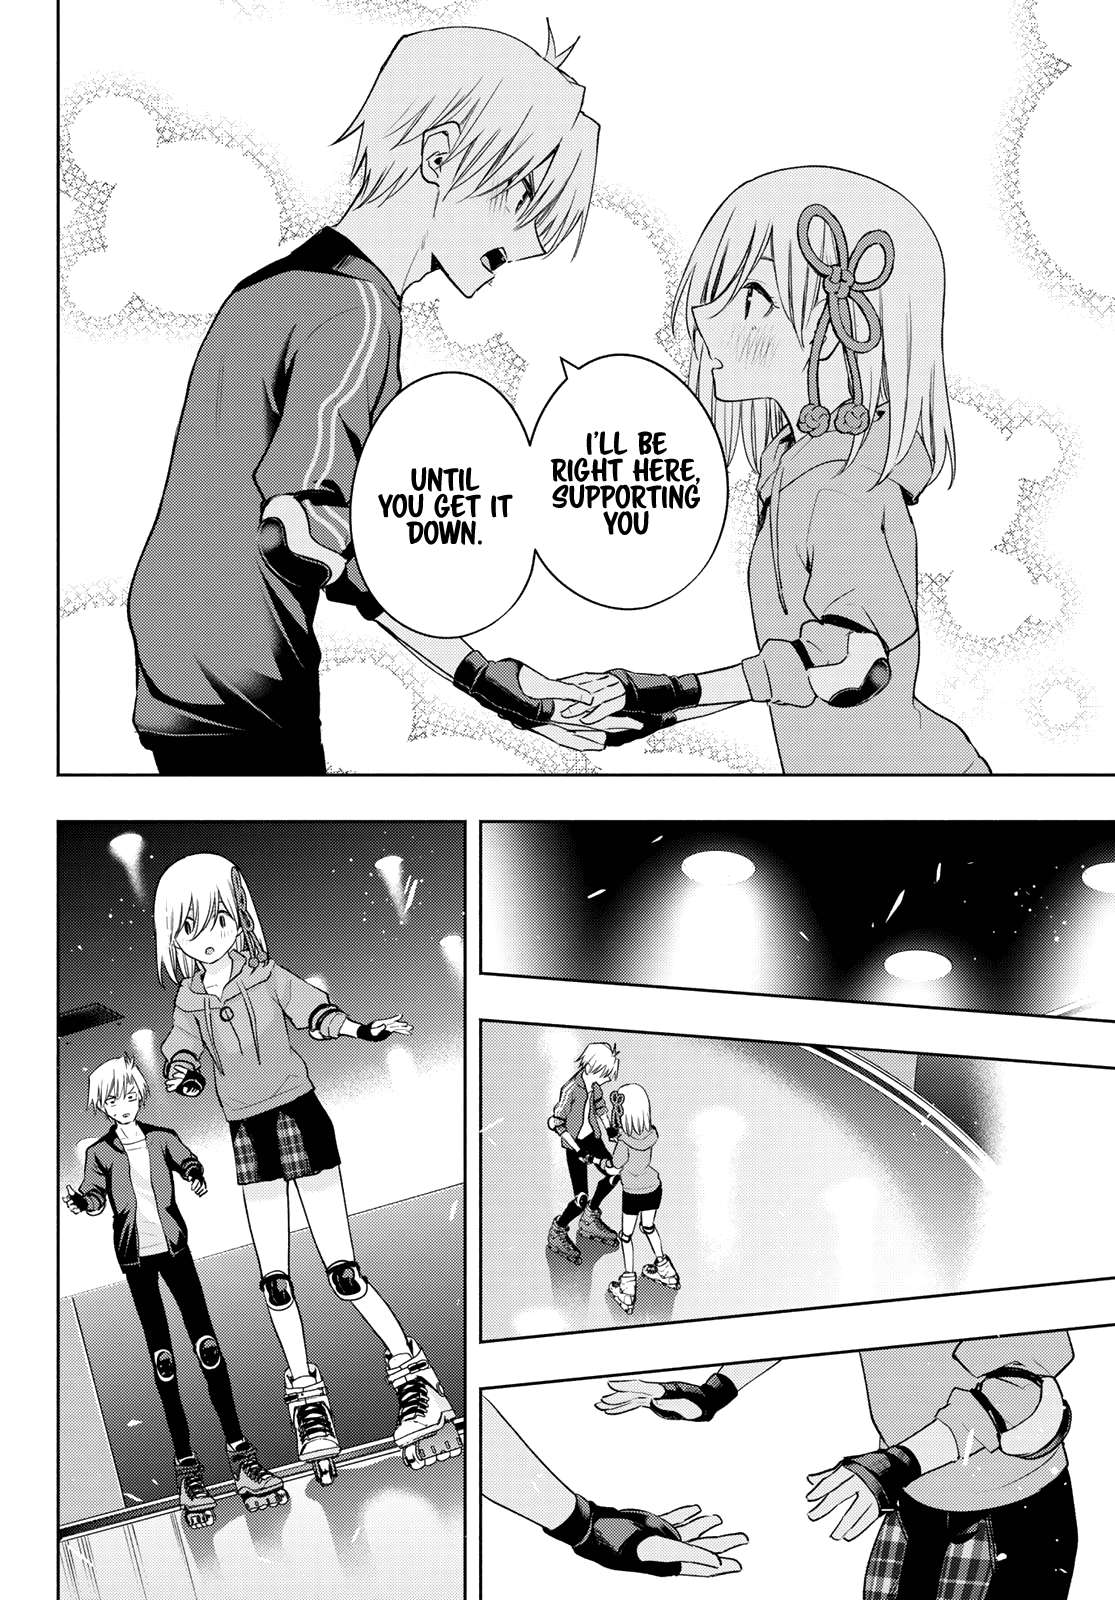 I'LL BE
RIGHT HERE,
SUPPORTING
YOU
UNTIL
YOU GET IT
DOWN.